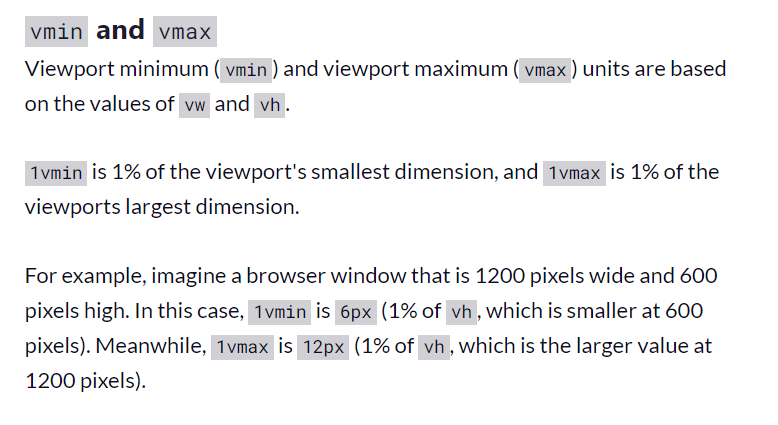 vmin and vmax
Viewport minimum ( vmin ) and viewport maximum ( vmax ) units are based
on the values of vw and vh .
1vmin is 1% of the viewport's smallest dimension, and 1vmax is 1% of the
viewports largest dimension.
For example, imagine a browser window that is 1200 pixels wide and 600
pixels high. In this case, 1vmin is 6px (1% of vh , which is smaller at 600
pixels). Meanwhile, 1vmax is 12px (1% of vh , which is the larger value at
1200 pixels).